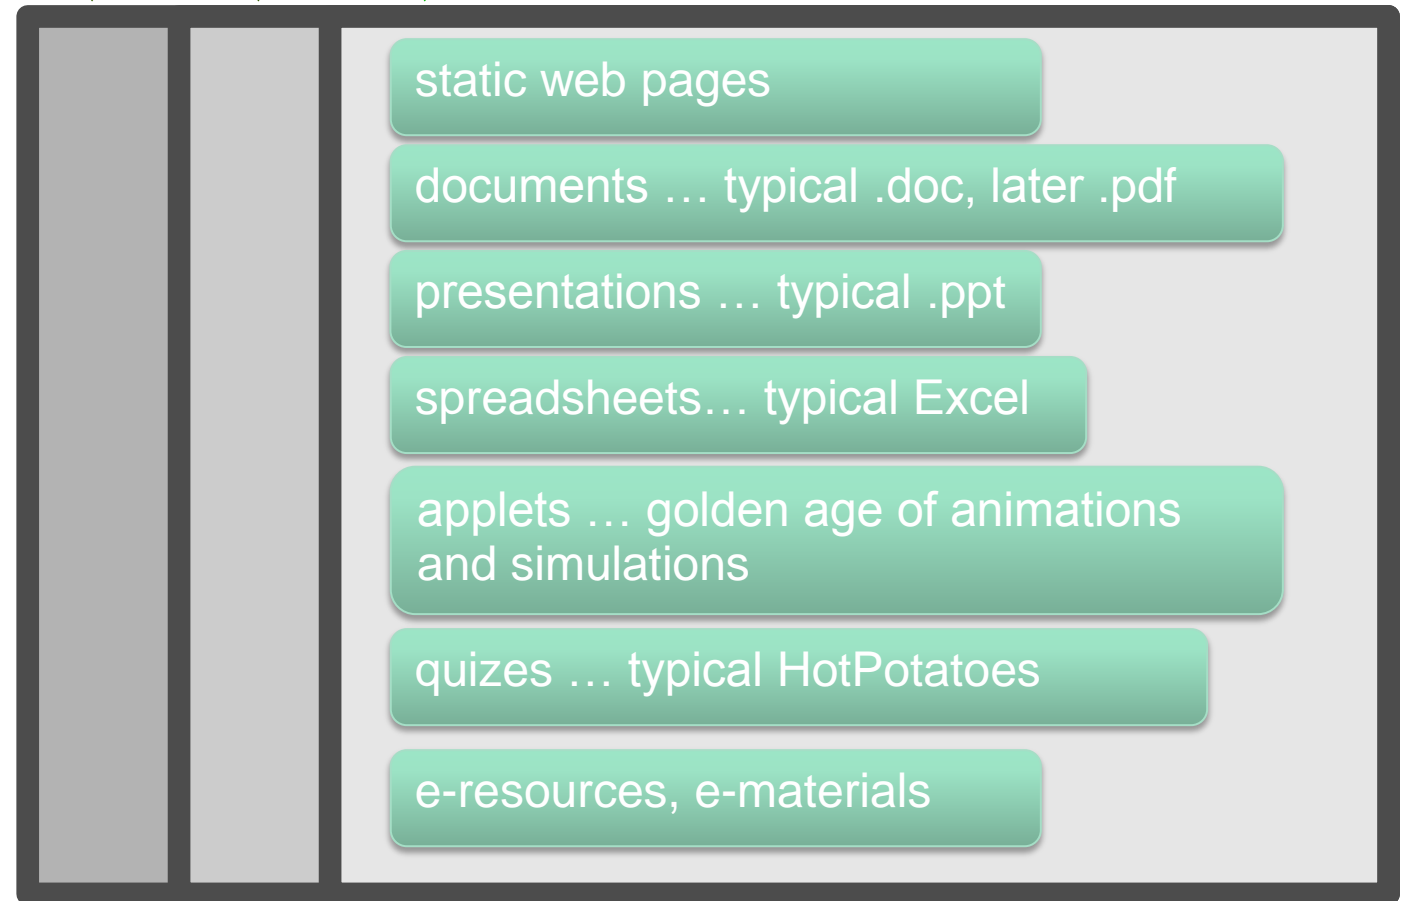 static web pages
documents … typical .doc, later .pdf
presentations … typical .ppt
spreadsheets… typical Excel
applets … golden age of animations
and simulations
quizes … typical HotPotatoes
e-resources, e-materials